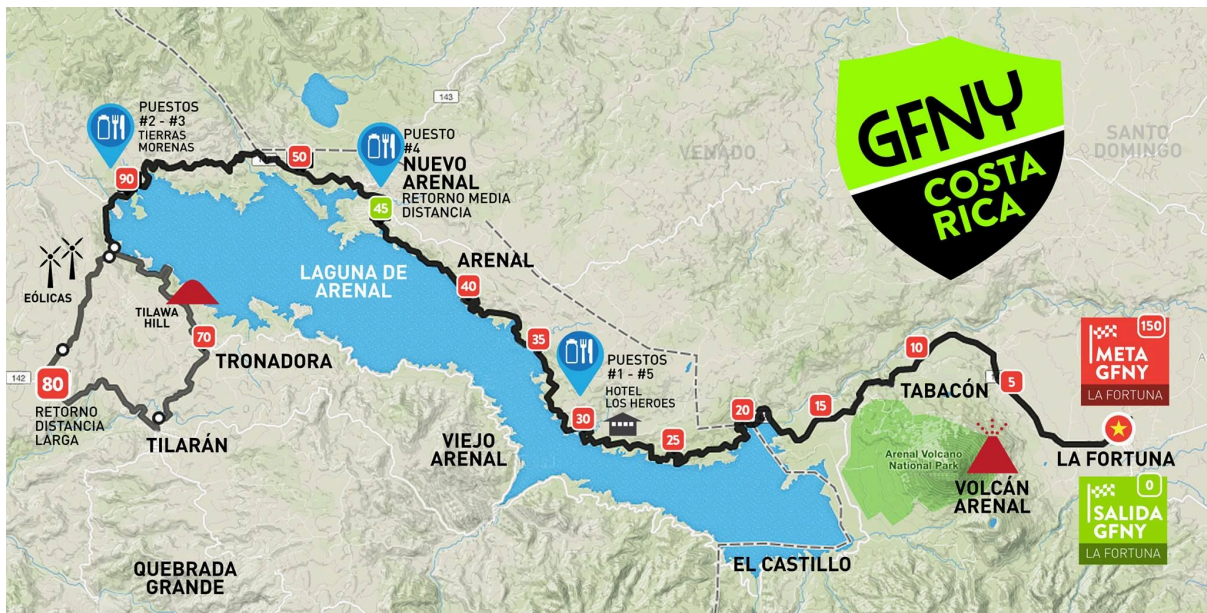 GFNY
COSTA
RICA
143
PUESTOS
#2 - #3
TIERRAS
MORENAS
90
50
PUESTO
#4
NUEVO
ARENAL
RETORNO MEDIA
DISTANCIA
45
VENADO
SANTO
DOMINGO
EÓLICAS
LAGUNA DE
ARENAL
ARENAL
40
TILAWA
HILL
70
TRONADORA
35
PUESTOS
#1 - #5
HOTEL
LOS HEROES
30
25
20
15
10
TABACÓN
5
150
META
GFNY
LA FORTUNA
142
80
RETORNO
DISTANCIA
LARGA
TILARÁN
VIEJO
ARENAL
Arenal Volcano
National Park
VOLCÁN
ARENAL
LA FORTUNA
0
SALIDA
GFNY
LA FORTUNA
EL CASTILLO
QUEBRADA
GRANDE